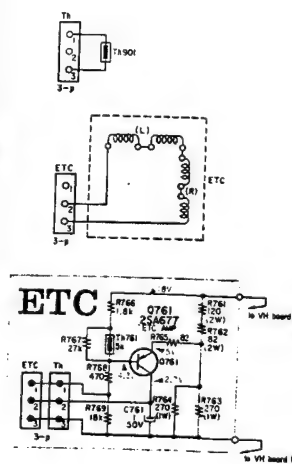 Th
1
2
3
Th901
3-p
(L)
(R)
ETC
ETC
1
2
3
3-p
ETC
R766
1.8k
Q761
2SA677
ETC AMP
R761
120
(2W)
R762
82
(2W)
to VH board
R765 82
R767
27k
Th761
5k
Q761
R768
470
ETC
Th
1
2
3
3-p
R769
18k
C761
50V
R764
270
(1W)
R763
270
(1W)
to VH board